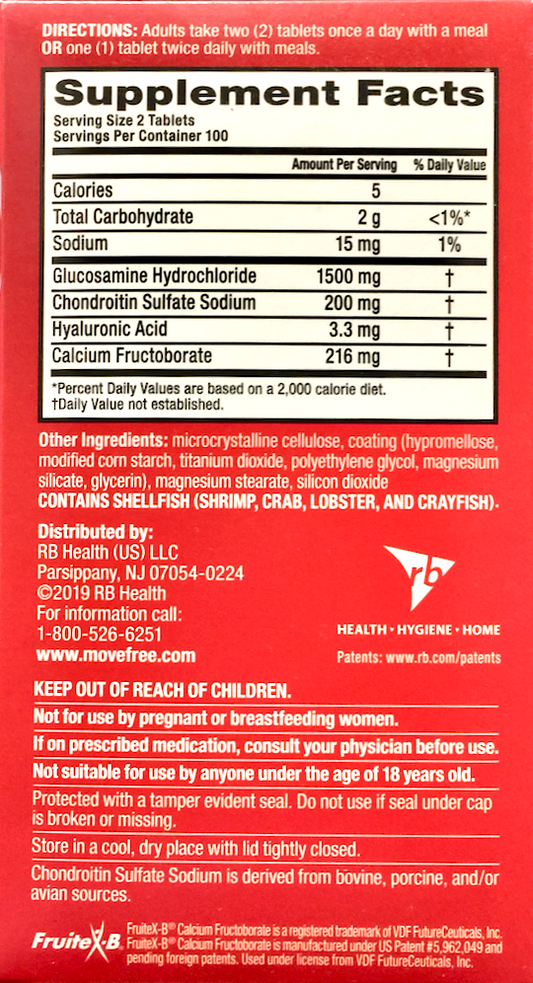 DIRECTIONS: Adults take two (2) tablets once a day with a meal
OR one (1) tablet twice daily with meals.
Supplement Facts
Serving Size 2 Tablets
Servings Per Container 100
Amount Per Serving % Daily Value
Calories 5
Total Carbohydrate 2 g <1%*
Sodium 15 mg 1%
Glucosamine Hydrochloride 1500 mg †
Chondroitin Sulfate Sodium 200 mg †
Hyaluronic Acid 3.3 mg †
Calcium Fructoborate 216 mg †
*Percent Daily Values are based on a 2,000 calorie diet.
†Daily Value not established.
Other Ingredients: microcrystalline cellulose, coating (hypromellose,
modified corn starch, titanium dioxide, polyethylene glycol, magnesium
silicate, glycerin), magnesium stearate, silicon dioxide
CONTAINS SHELLFISH (SHRIMP, CRAB, LOBSTER, AND CRAYFISH).
Distributed by:
RB Health (US) LLC
Parsippany, NJ 07054-0224
©2019 RB Health
For information call:
1-800-526-6251
www.movefree.com
rb
HEALTH • HYGIENE • HOME
Patents: www.rb.com/patents
KEEP OUT OF REACH OF CHILDREN.
Not for use by pregnant or breastfeeding women.
If on prescribed medication, consult your physician before use.
Not suitable for use by anyone under the age of 18 years old.
Protected with a tamper evident seal. Do not use if seal under cap
is broken or missing.
Store in a cool, dry place with lid tightly closed.
Chondroitin Sulfate Sodium is derived from bovine, porcine, and/or
avian sources.
FruiteX-B®
FruiteX-B® Calcium Fructoborate is a registered trademark of VDF FutureCeuticals, Inc.
FruiteX-B® Calcium Fructoborate is manufactured under US Patent #5,962,049 and
pending foreign patents. Used under license from VDF FutureCeuticals, Inc.